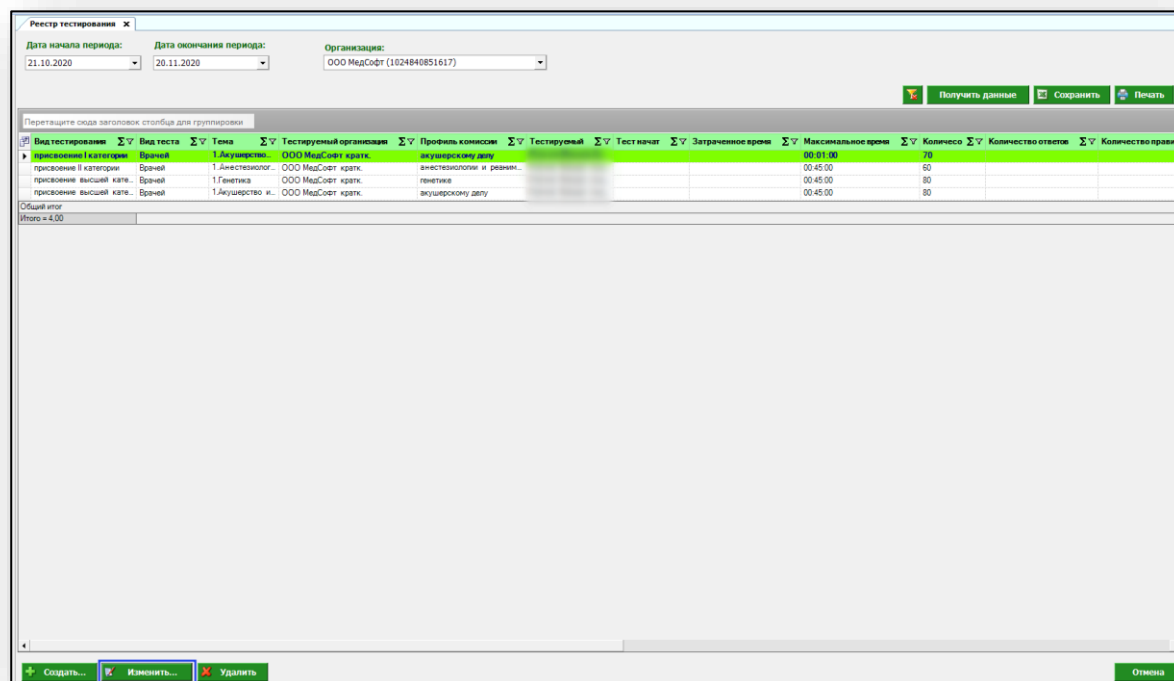 Реестр тестирования
Дата начала периода: Дата окончания периода: Организация:
21.10.2020 20.11.2020 ООО МедСофт (1024840851617)
Получить данные Сохранить Печать
Перетащите сюда заголовок столбца для группировки
Вид тестирования Вид теста Тема Тестируемый организация Профиль комиссии Тестируемый Тест начат Затраченное время Максимальное время Количесо Количество ответов Количество прави
присвоение I категории Врачей 1.Акушерство... ООО МедСофт кратк. акушерскому делу 00:01:00 70
присвоение II категории Врачей 1.Анестезиолог... ООО МедСофт кратк. анестезиологии и реаним... 00:45:00 60
присвоение высшей кате... Врачей 1.Генетика ООО МедСофт кратк. генетике 00:45:00 80
присвоение высшей кате... Врачей 1.Акушерство и... ООО МедСофт кратк. акушерскому делу 00:45:00 80
Общий итог
Итого = 4,00
Создать... Изменить... Удалить Отмена